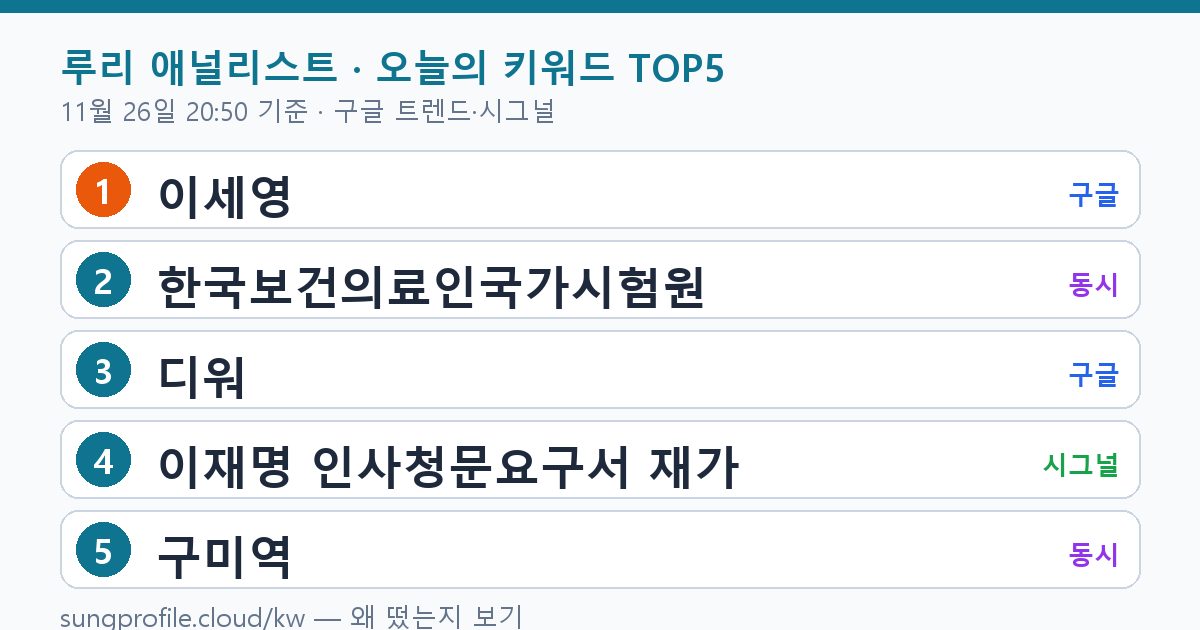 루리 애널리스트 · 오늘의 키워드 TOP5
11월 26일 20:50 기준 · 구글 트렌드·시그널
1 이세영 구글
2 한국보건의료인국가시험원 동시
3 디워 구글
4 이재명 인사청문요구서 재가 시그널
5 구미역 동시
sungprofile.cloud/kw — 왜 떴는지 보기